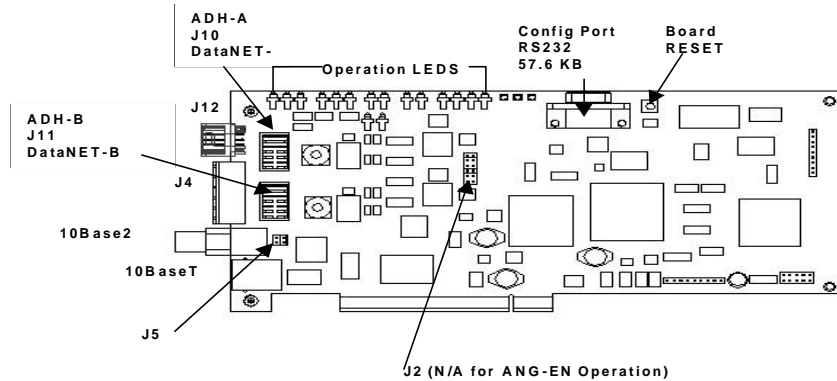 ADH-A
J10
DataNET-
Operation LEDS
Config Port
RS232
57.6 KB
Board
RESET
ADH-B
J11
DataNET-B
J12
J4
10Base2
10BaseT
J5
J2 (N/A for ANG-EN Operation)